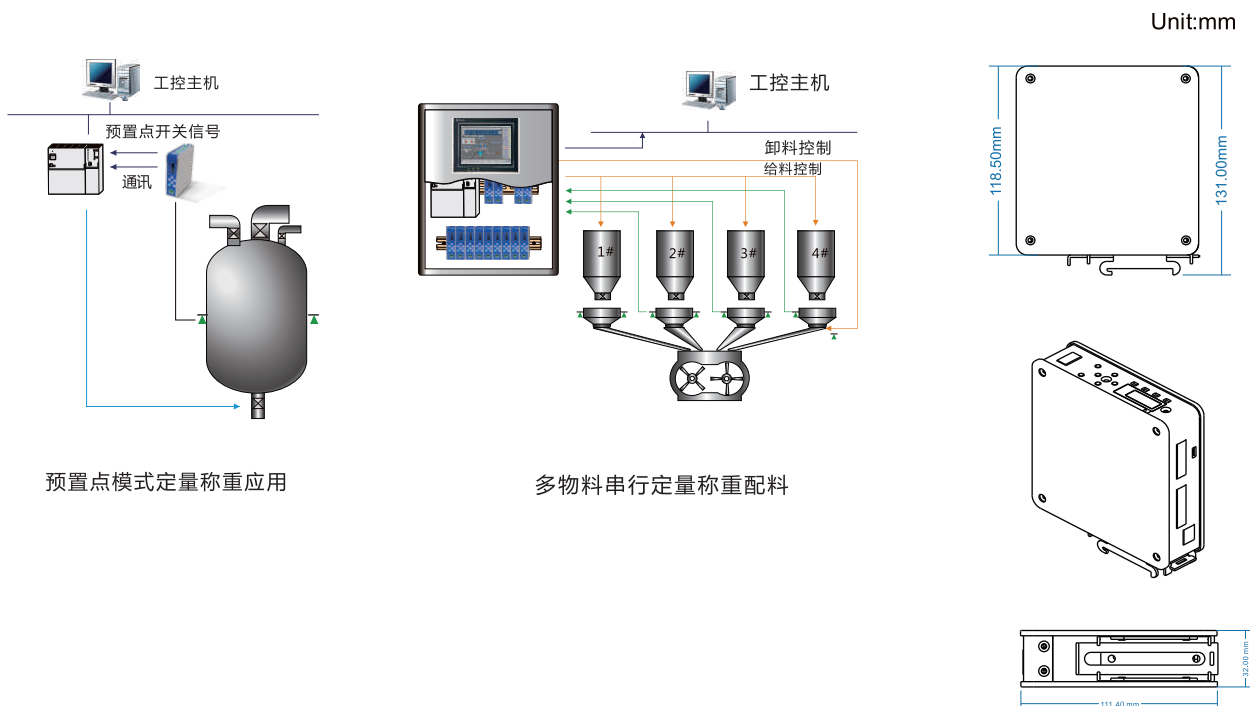 Unit:mm
工控主机
预置点开关信号
通讯
预置点模式定量称重应用
工控主机
卸料控制
给料控制
1#
2#
3#
4#
多物料串行定量称重配料
118.50mm
131.00mm
32.00 mm
111.40 mm